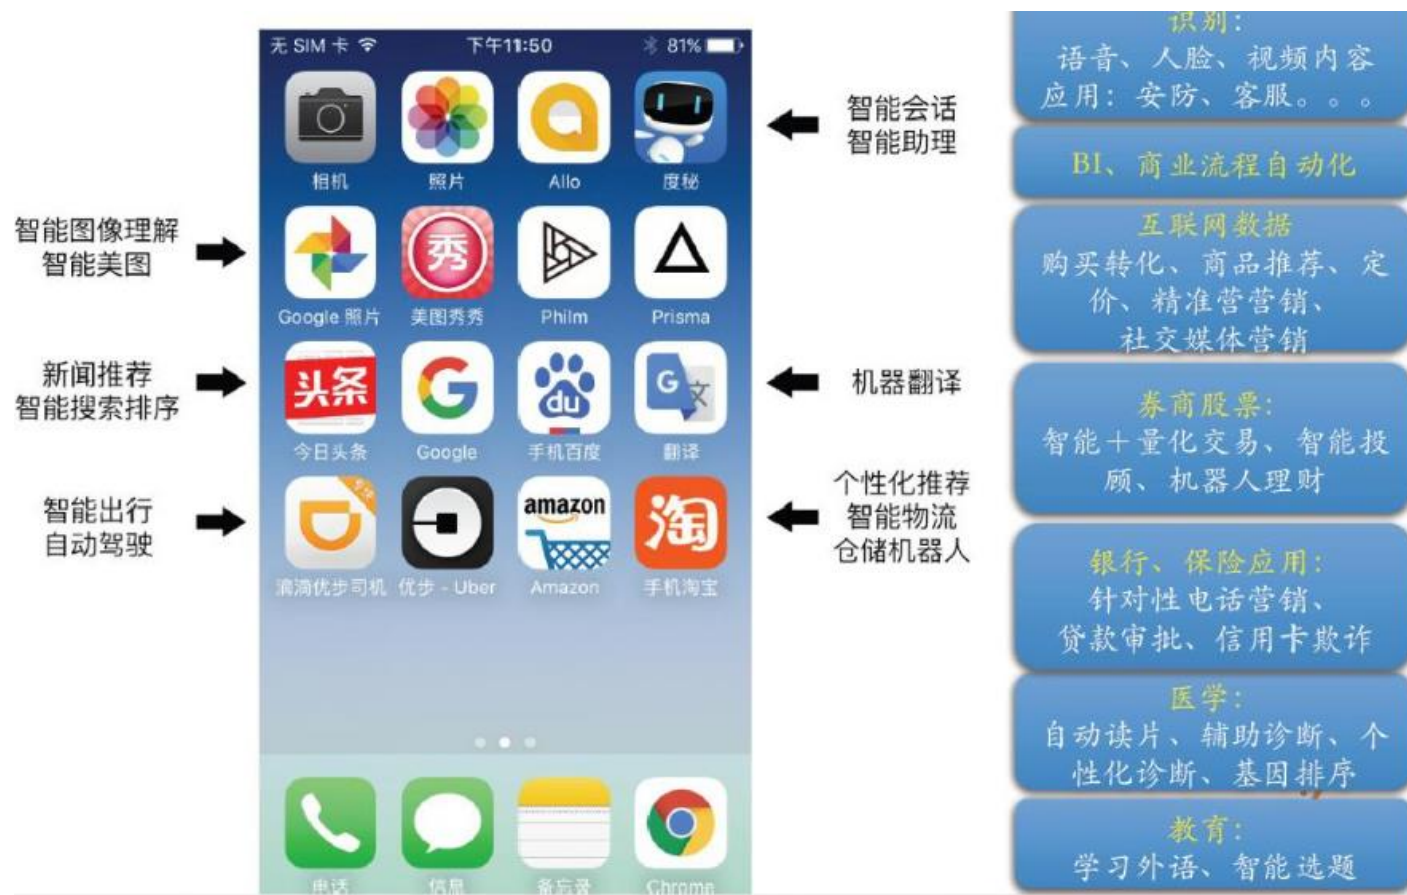 无 SIM 卡
下午11:50
81%
相机
照片
Allo
度秘
智能会话
智能助理
智能图像理解
智能美图
秀
Google 照片
美图秀秀
Philm
Prisma
新闻推荐
智能搜索排序
头条
G
du
G 文
今日头条
Google
手机百度
翻译
机器翻译
智能出行
自动驾驶
amazon
淘
滴滴优步司机
优步 - Uber
Amazon
手机淘宝
个性化推荐
智能物流
仓储机器人
电话
信息
备忘录
Chrome
识别：
语音、人脸、视频内容
应用：安防、客服。。。
BI、商业流程自动化
互联网数据
购买转化、商品推荐、定
价、精准营营销、
社交媒体营销
券商股票：
智能＋量化交易、智能投
顾、机器人理财
银行、保险应用：
针对性电话营销、
贷款审批、信用卡欺诈
医学：
自动读片、辅助诊断、个
性化诊断、基因排序
教育：
学习外语、智能选题